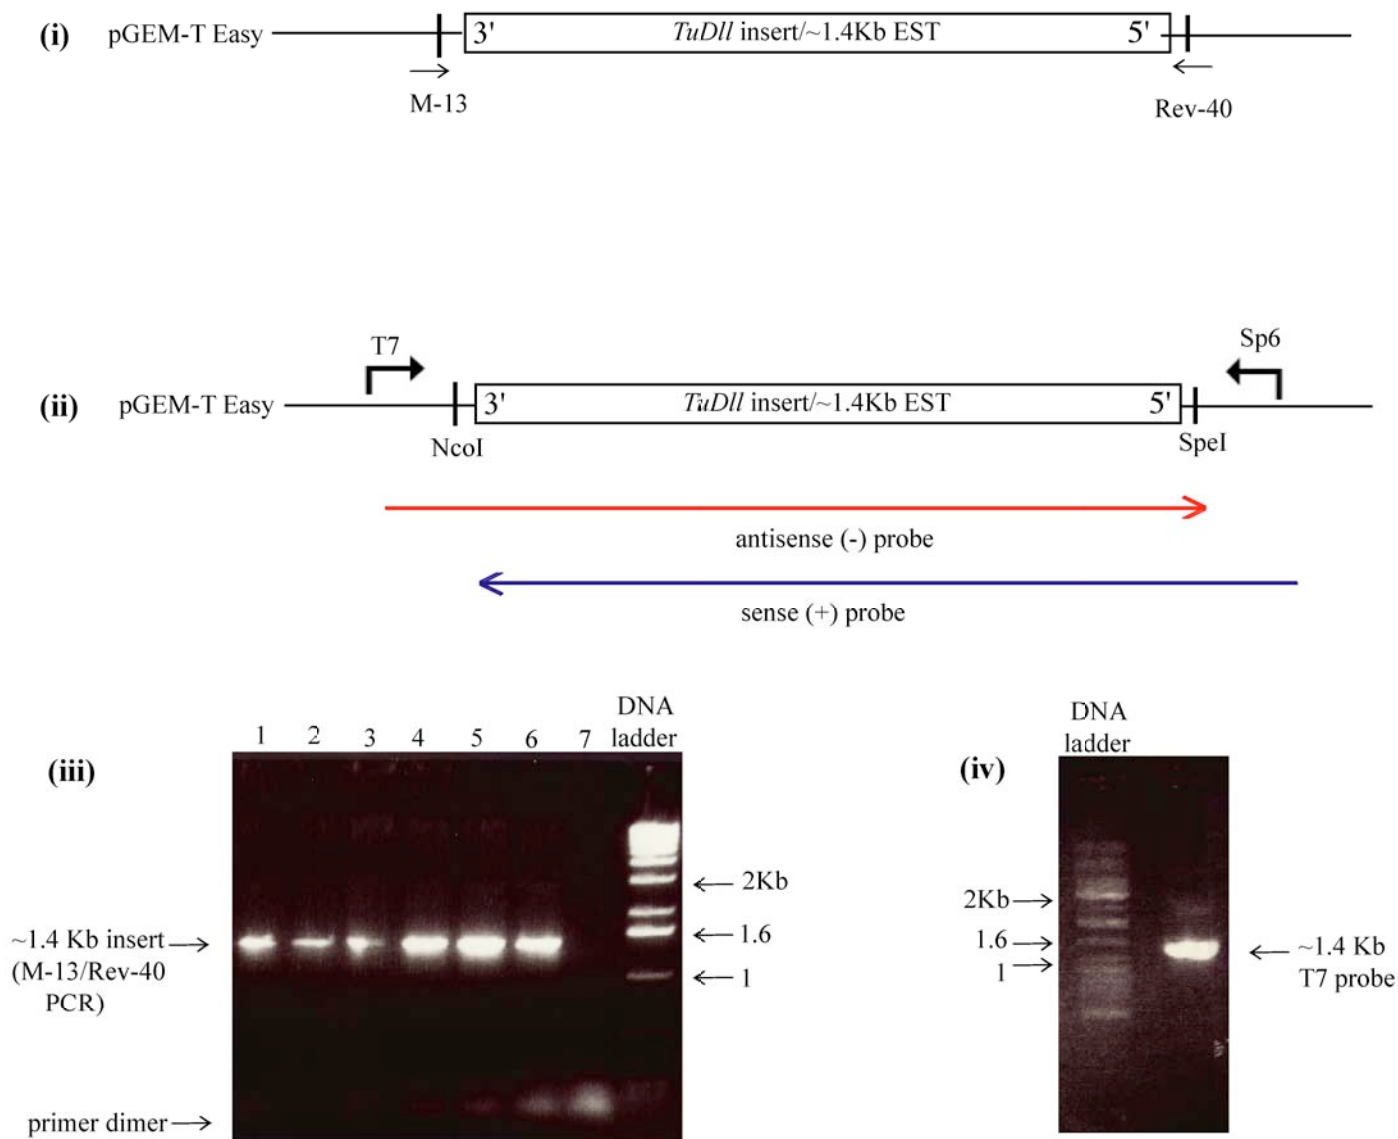 (i) pGEM-T Easy 3' TuDll insert/~1.4Kb EST 5'
M-13 Rev-40
T7 Sp6
(ii) pGEM-T Easy 3' TuDll insert/~1.4Kb EST 5'
NcoI SpeI
antisense (-) probe
sense (+) probe
(iii)
1 2 3 4 5 6 7 DNA
ladder
2Kb
~1.4 Kb insert
(M-13/Rev-40
PCR)
1.6
1
primer dimer
(iv)
DNA
ladder
2Kb
1.6
1
~1.4 Kb
T7 probe